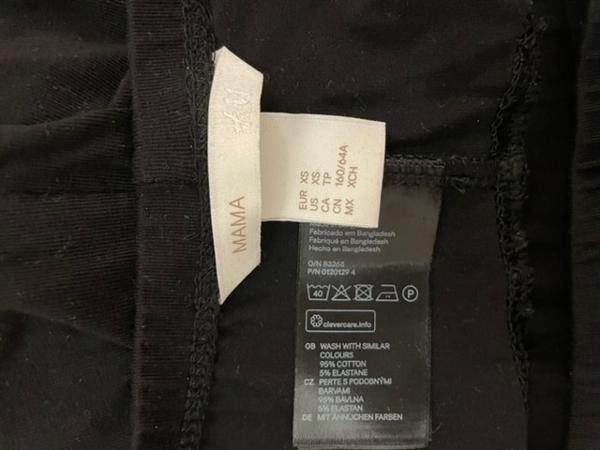 H&M
MAMA
EUR XS
US XS
CA TP
CN 160/64A
MX XCH
Fabricado em Bangladesh
Fabriqué en Bangladesh
Hecho en Bangladesh
O/N 83268
P/N 0120129 4
40
P
clevercare.info
GB WASH WITH SIMILAR
COLOURS
95% COTTON
5% ELASTANE
CZ PERTE S PODOBNÝMI
BARVAMI
95% BAVLNA
5% ELASTAN
DE MIT ÄHNLICHEN FARBEN